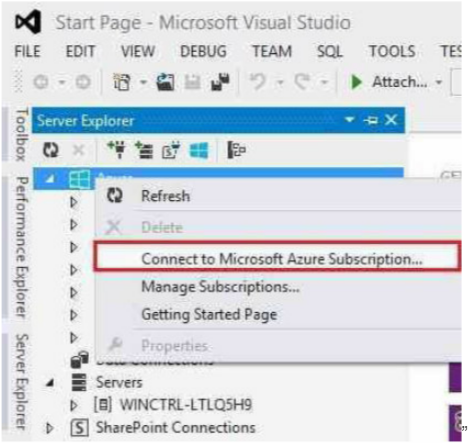 Start Page - Microsoft Visual Studio
FILE EDIT VIEW DEBUG TEAM SQL TOOLS TES
Attach...
Toolbox
Performance Explorer
Server Explorer
Server Explorer
Refresh
Delete
Connect to Microsoft Azure Subscription...
Manage Subscriptions...
Getting Started Page
Properties
Servers
WINCTRL-LTLQ5H9
SharePoint Connections